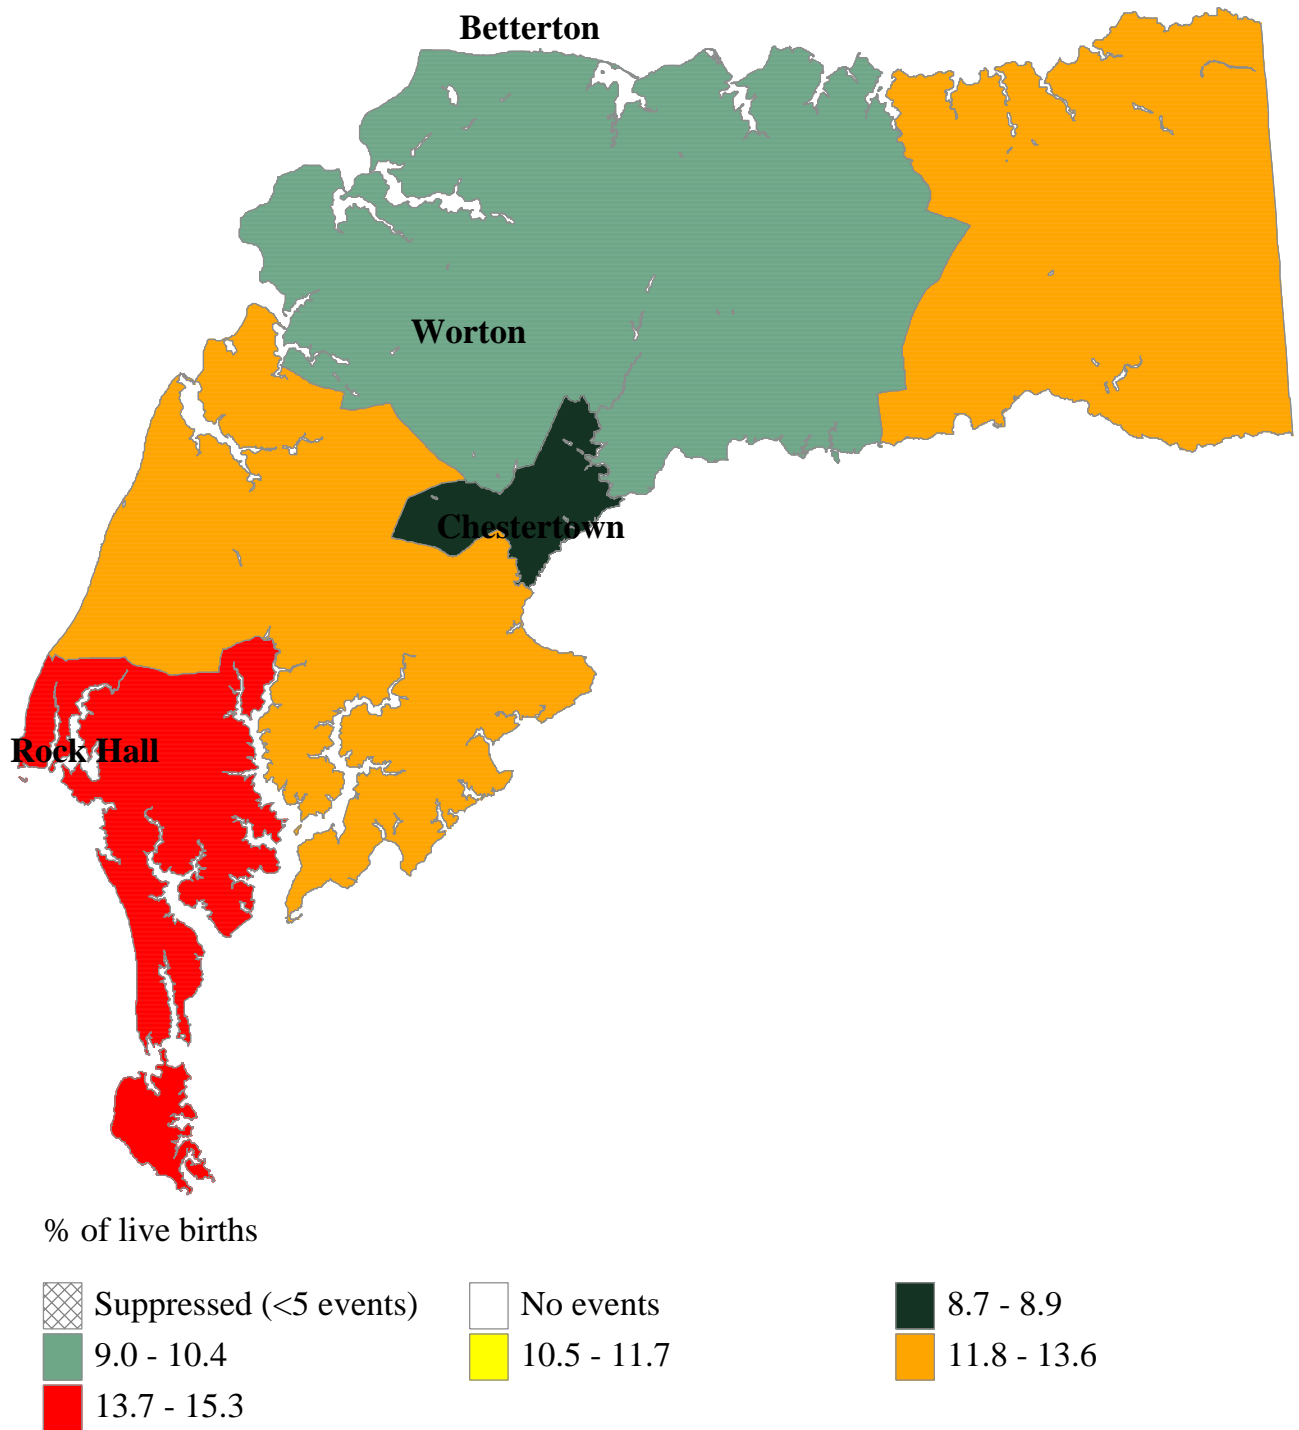 Betterton
Worton
Chestertown
Rock Hall
% of live births
Suppressed (<5 events)
No events
8.7 - 8.9
9.0 - 10.4
10.5 - 11.7
11.8 - 13.6
13.7 - 15.3